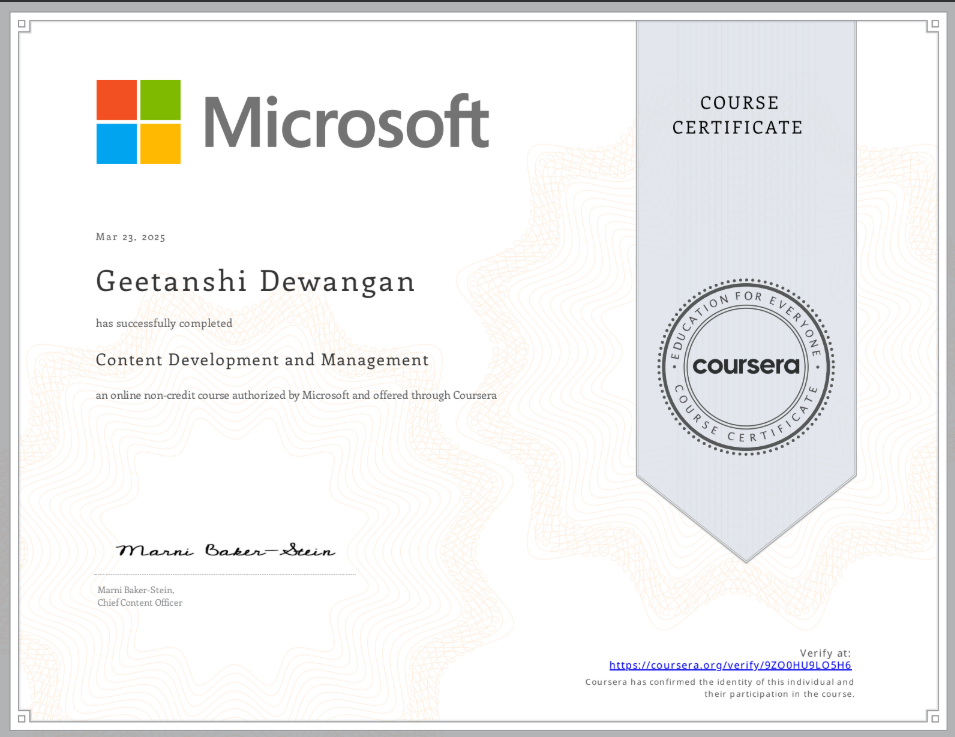 Microsoft
COURSE
CERTIFICATE
Mar 23, 2025
Geetanshi Dewangan
has successfully completed
Content Development and Management
an online non-credit course authorized by Microsoft and offered through Coursera
EDUCATION FOR EVERYONE
coursera
COURSE CERTIFICATE
Marni Baker-Stein
Marni Baker-Stein,
Chief Content Officer
Verify at:
https://coursera.org/verify/9ZO0HU9LO5H6
Coursera has confirmed the identity of this individual and
their participation in the course.